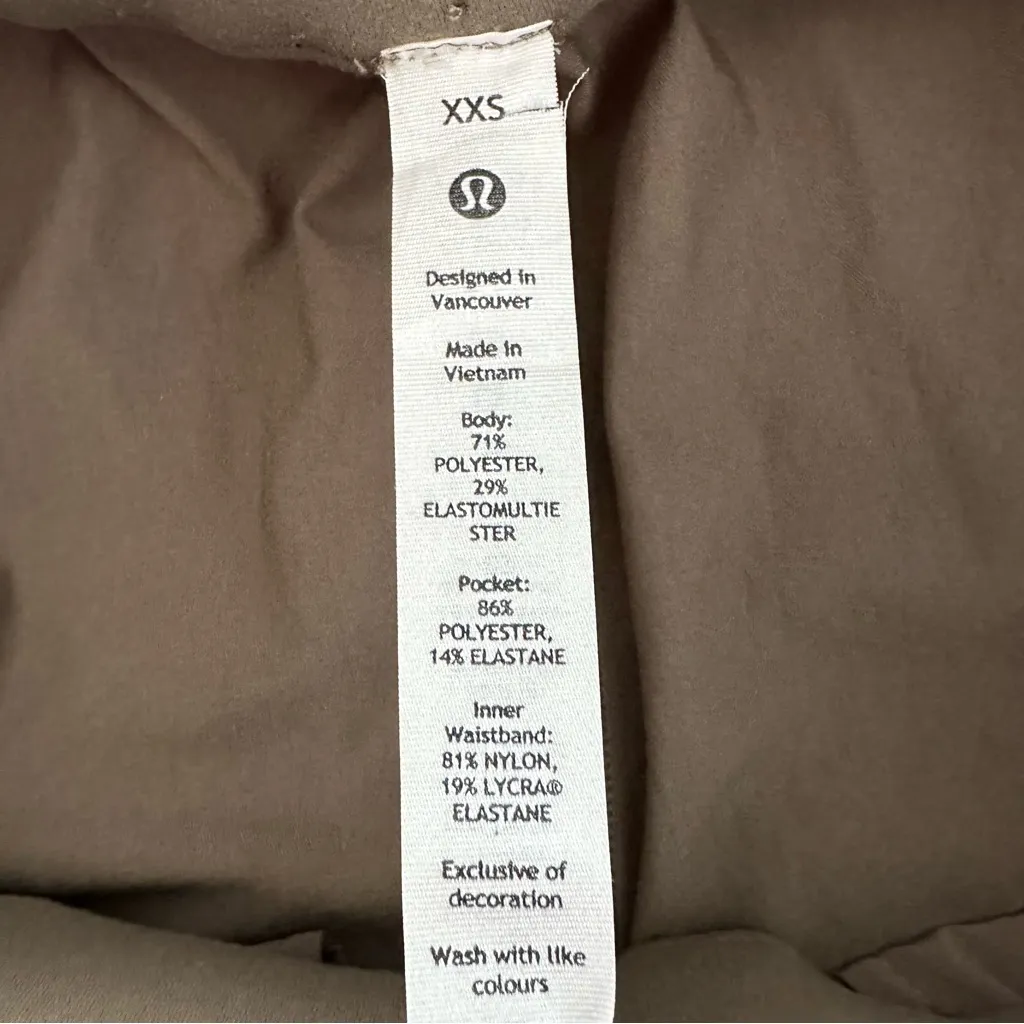 XXS
Designed in
Vancouver
Made in
Vietnam
Body:
71%
POLYESTER,
29%
ELASTOMULTIE
STER
Pocket:
86%
POLYESTER,
14% ELASTANE
Inner
Waistband:
81% NYLON,
19% LYCRA®
ELASTANE
Exclusive of
decoration
Wash with like
colours